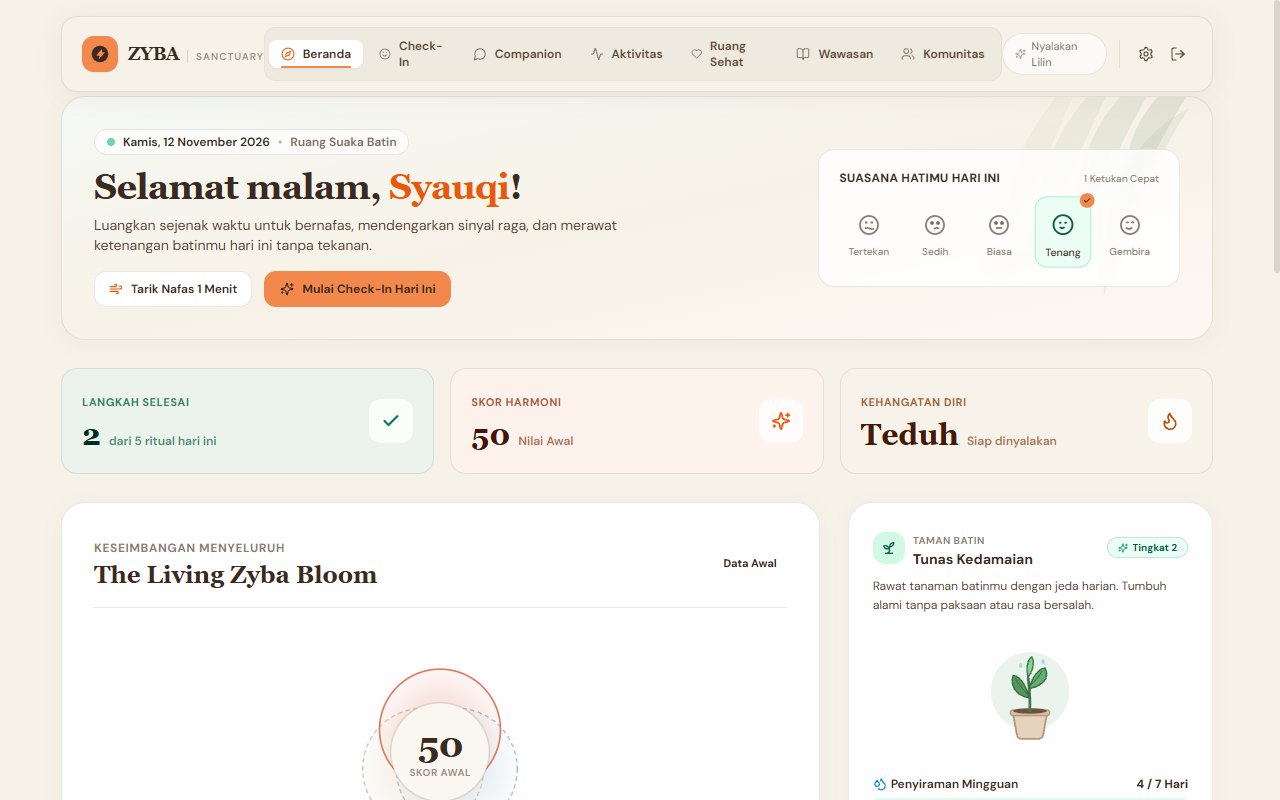 ZYBA
SANCTUARY
Beranda
Check-
In
Companion
Aktivitas
Ruang
Sehat
Wawasan
Komunitas
Nyalakan
Lilin
Kamis, 12 November 2026 • Ruang Suaka Batin
Selamat malam, Syauqi!
Luangkan sejenak waktu untuk bernafas, mendengarkan sinyal raga, dan merawat
ketenangan batinmu hari ini tanpa tekanan.
Tarik Nafas 1 Menit
Mulai Check-In Hari Ini
SUASANA HATIMU HARI INI
1 Ketukan Cepat
Tertekan
Sedih
Biasa
Tenang
Gembira
LANGKAH SELESAI
2 dari 5 ritual hari ini
SKOR HARMONI
50 Nilai Awal
KEHANGATAN DIRI
Teduh Siap dinyalakan
KESEIMBANGAN MENYELURUH
The Living Zyba Bloom
Data Awal
50
SKOR AWAL
TAMAN BATIN
Tunas Kedamaian
Tingkat 2
Rawat tanaman batinmu dengan jeda harian. Tumbuh
alami tanpa paksaan atau rasa bersalah.
Penyiraman Mingguan
4 / 7 Hari